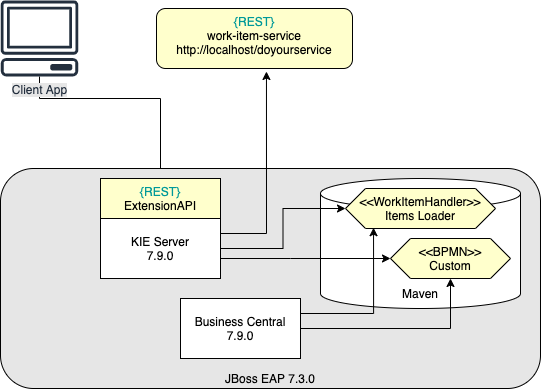 {REST}
work-item-service
http://localhost/doyourservice
Client App
{REST}
ExtensionAPI
KIE Server
7.9.0
<<WorkItemHandler>>
Items Loader
<<BPMN>>
Custom
Maven
Business Central
7.9.0
JBoss EAP 7.3.0